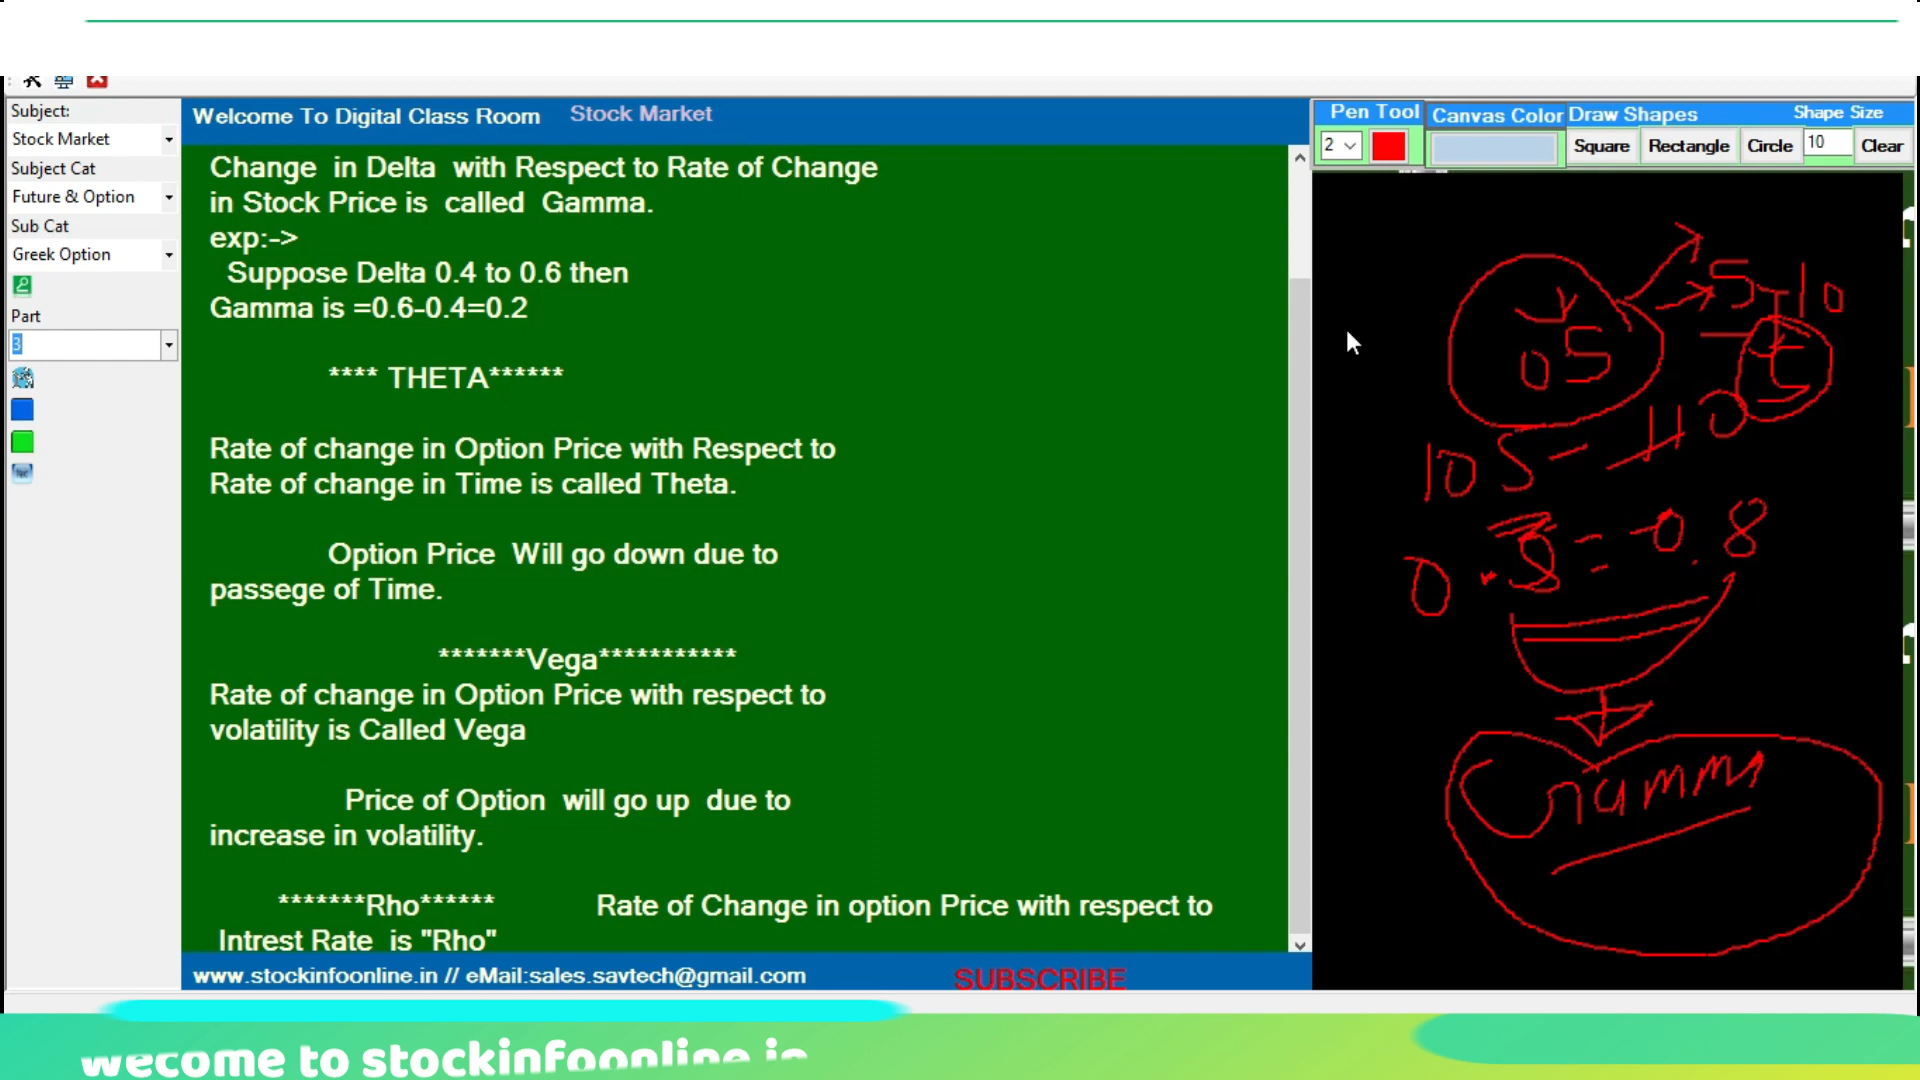 Subject:
Stock Market
Subject Cat
Future & Option
Sub Cat
Greek Option
Part
3
Welcome To Digital Class Room Stock Market
Change in Delta with Respect to Rate of Change
in Stock Price is called Gamma.
exp:->
Suppose Delta 0.4 to 0.6 then
Gamma is =0.6-0.4=0.2
**** THETA******
Rate of change in Option Price with Respect to
Rate of change in Time is called Theta.
Option Price Will go down due to
passege of Time.
*******Vega***********
Rate of change in Option Price with respect to
volatility is Called Vega
Price of Option will go up due to
increase in volatility.
*******Rho****** Rate of Change in option Price with respect to
Intrest Rate is "Rho"
www.stockinfoonline.in // eMail:sales.savtech@gmail.com SUBSCRIBE
Pen Tool Canvas Color Draw Shapes Shape Size
2 Square Rectangle Circle 10 Clear
5 10
05
105 - 110
= 0.8
Gamma
wecome to stockinfoonline.in